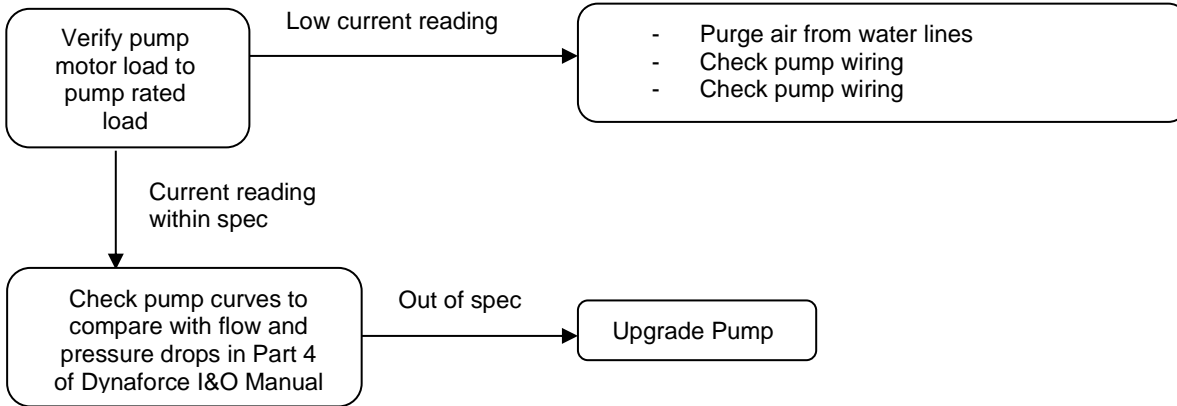 Verify pump
motor load to
pump rated
load
Low current reading
- Purge air from water lines
- Check pump wiring
- Check pump wiring
Current reading
within spec
Check pump curves to
compare with flow and
pressure drops in Part 4
of Dynaforce I&O Manual
Out of spec
Upgrade Pump